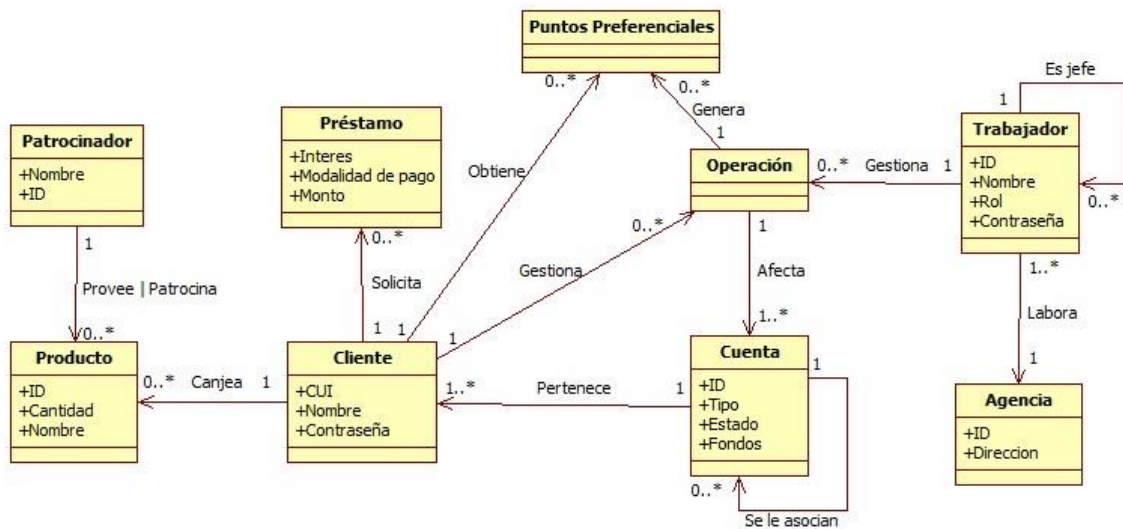 Puntos Preferenciales
0..*
0..*
Obtiene
Genera
1
Es jefe
1
Trabajador
+ID
+Nombre
+Rol
+Contraseña
0..*
1..*
Patrocinador
+Nombre
+ID
1
Provee | Patrocina
0..*
Préstamo
+Interes
+Modalidad de pago
+Monto
0..*
Solicita
1
1
Operación
0..*
Gestiona
1
0..*
1
Gestiona
1
Afecta
1..*
Labora
1
Producto
+ID
+Cantidad
+Nombre
0..*
Canjea
1
Cliente
+CUI
+Nombre
+Contraseña
1..*
Pertenece
1
Cuenta
+ID
+Tipo
+Estado
+Fondos
1
0..*
Se le asocian
Agencia
+ID
+Direccion